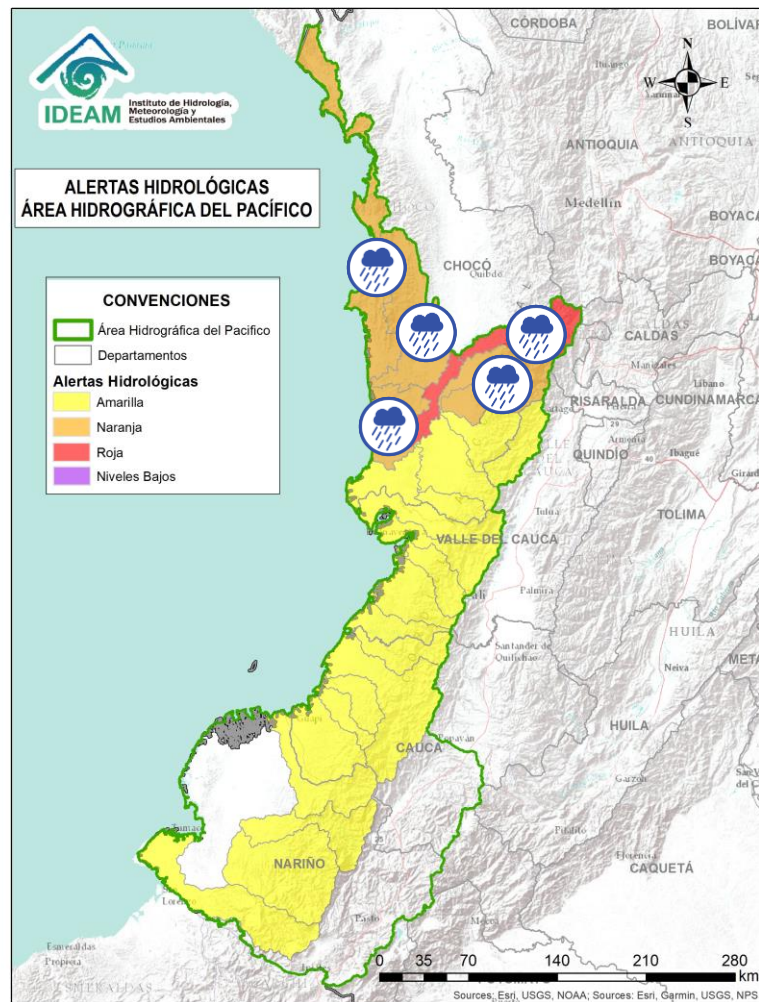 IDEAM
Instituto de Hidrología,
Meteorología y
Estudios Ambientales
ALERTAS HIDROLÓGICAS
ÁREA HIDROGRÁFICA DEL PACÍFICO
CONVENCIONES
Área Hidrográfica del Pacifico
Departamentos
Alertas Hidrológicas
Amarilla
Naranja
Roja
Niveles Bajos
N
W
E
S
CÓRDOBA
BOLÍVAR
ANTIOQUIA
ANTIOQUIA
Medellín
BOYACÁ
BOYACÁ
CHOCÓ
Quibdó
CALDAS
Manizales
RISARALDA
CUNDINAMARCA
Líbano
Armenia
29
QUINDÍO
40
Ibagué
TOLIMA
Tuluá
VALLE DEL CAUCA
Palmira
Santander de
Quilichao
HUILA
Neiva
META
HUILA
CAUCA
Popayán
Garzón
Pitalito
Florencia
CAQUETÁ
NARIÑO
Pasto
Esmeraldas
0 35 70 140 210 280
km
Sources: Esri, USGS, NOAA; Sources: Esri, Garmin, USGS, NPS